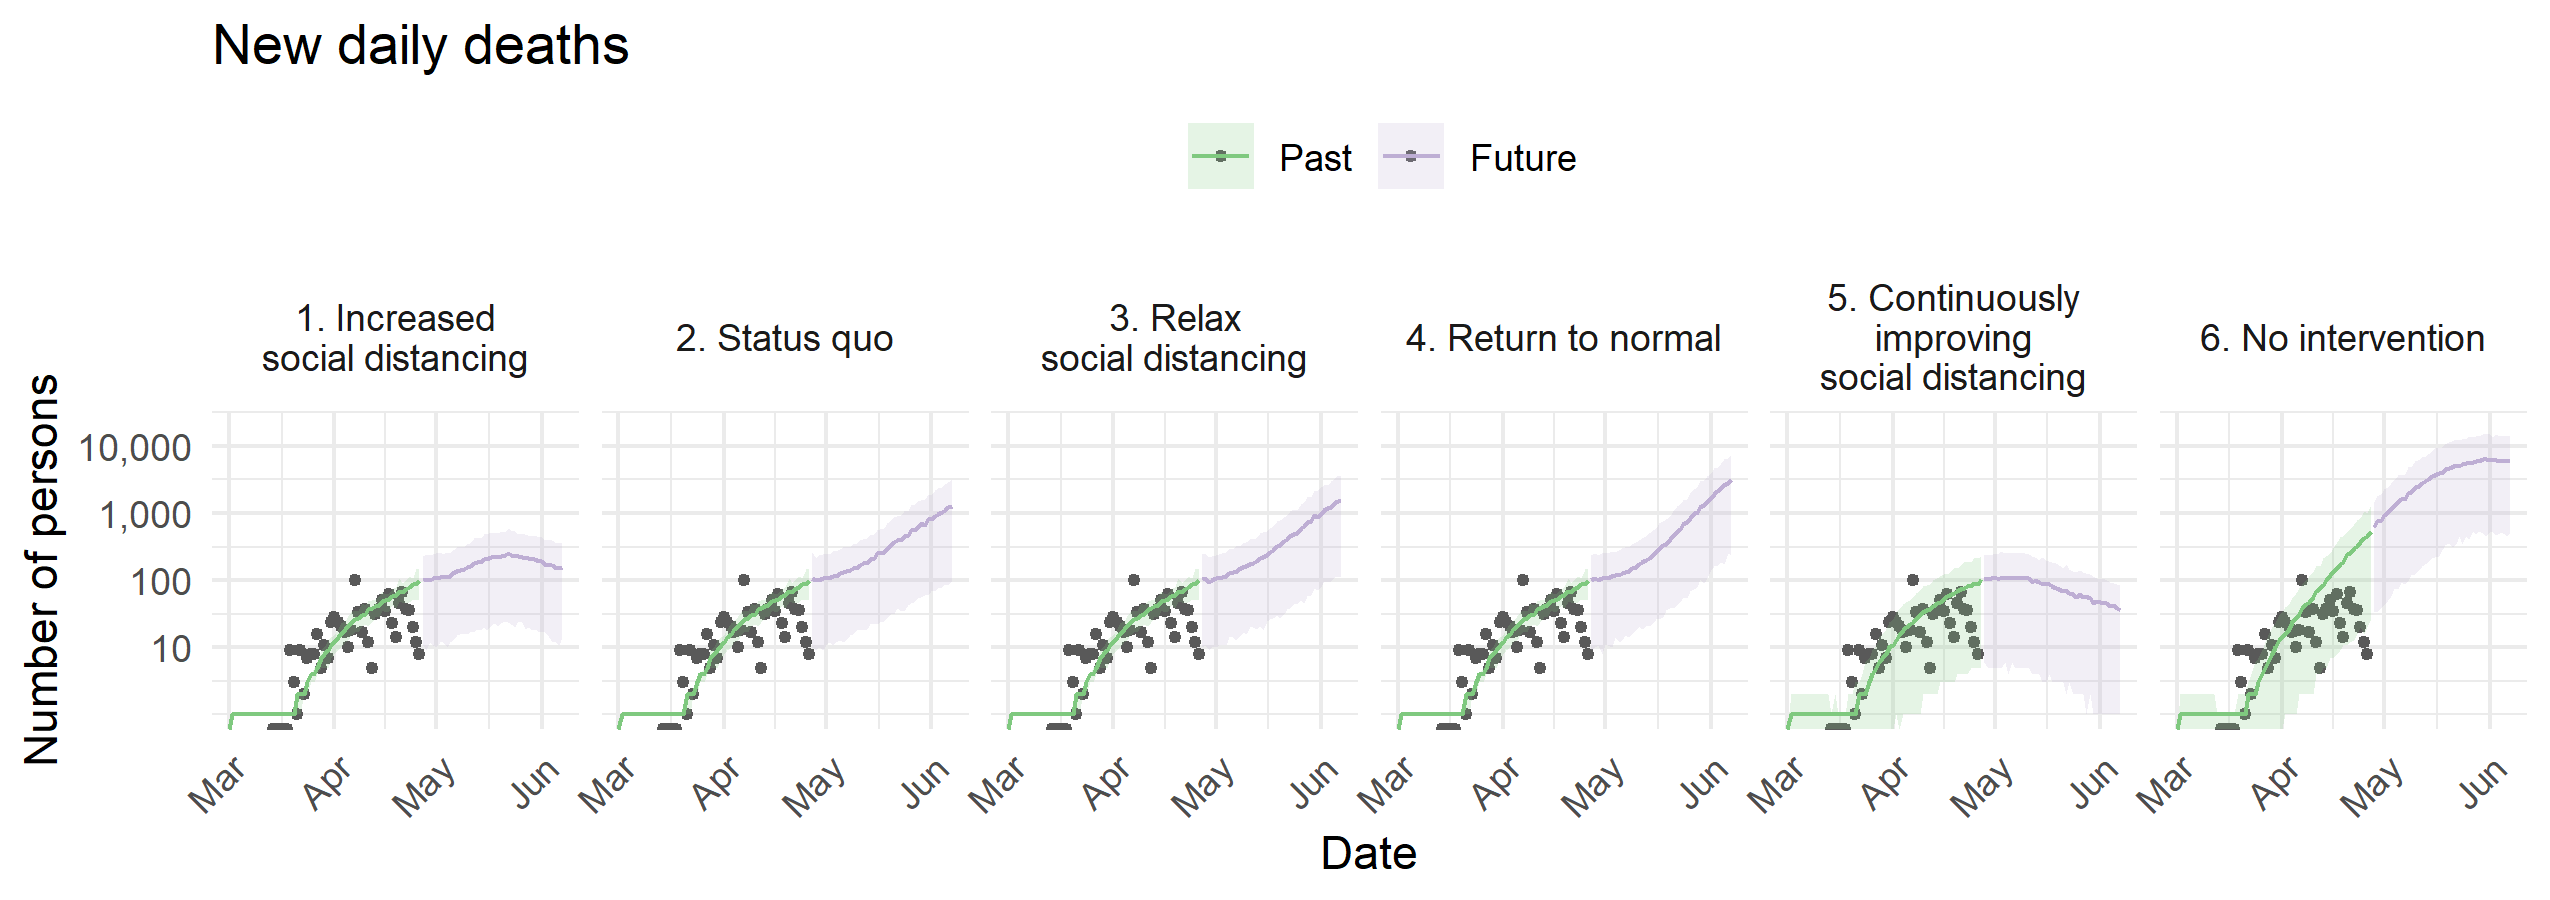 New daily deaths
Past
Future
1. Increased
social distancing
2. Status quo
3. Relax
social distancing
4. Return to normal
5. Continuously
improving
social distancing
6. No intervention
Number of persons
10,000
1,000
100
10
Mar
Apr
May
Jun
Mar
Apr
May
Jun
Mar
Apr
May
Jun
Mar
Apr
May
Jun
Mar
Apr
May
Jun
Mar
Apr
May
Jun
Date